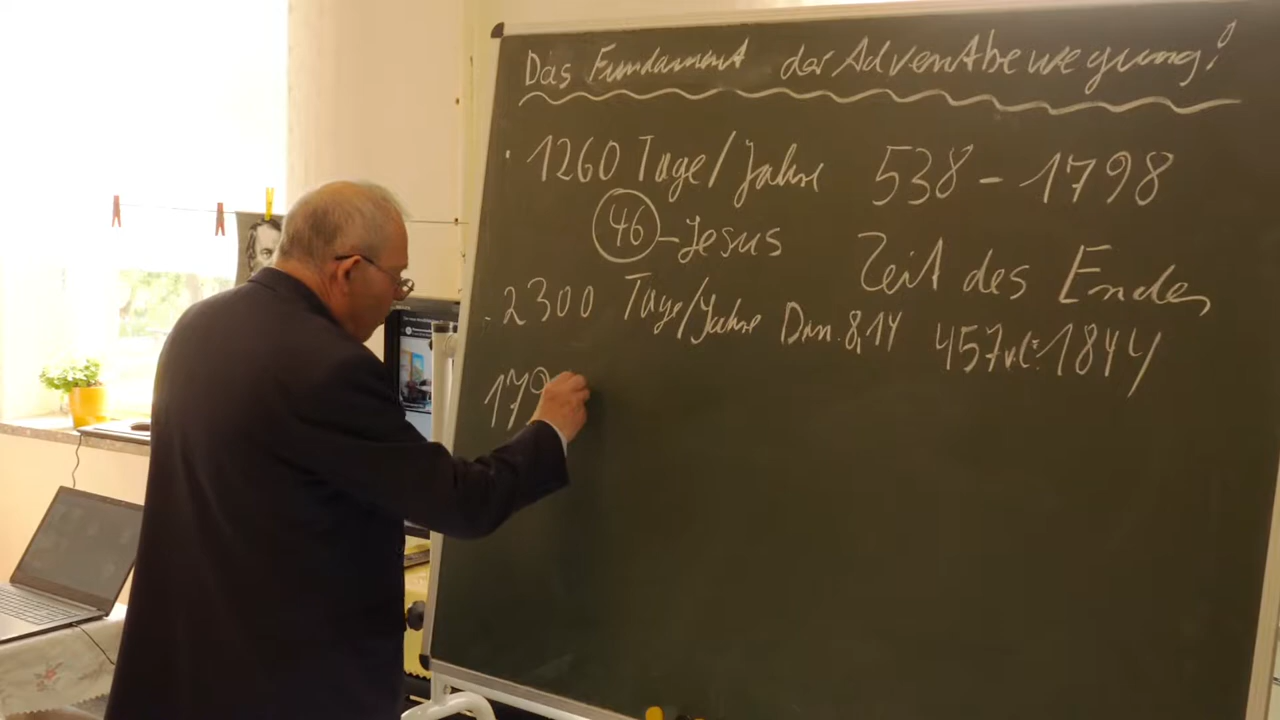 Das Fundament der Adventbewegung!
· 1260 Tage/Jahre 538 - 1798
46 - Jesus Zeit des Endes
. 2300 Tage/Jahre Dan. 8,14 457 v.C. 1844
179